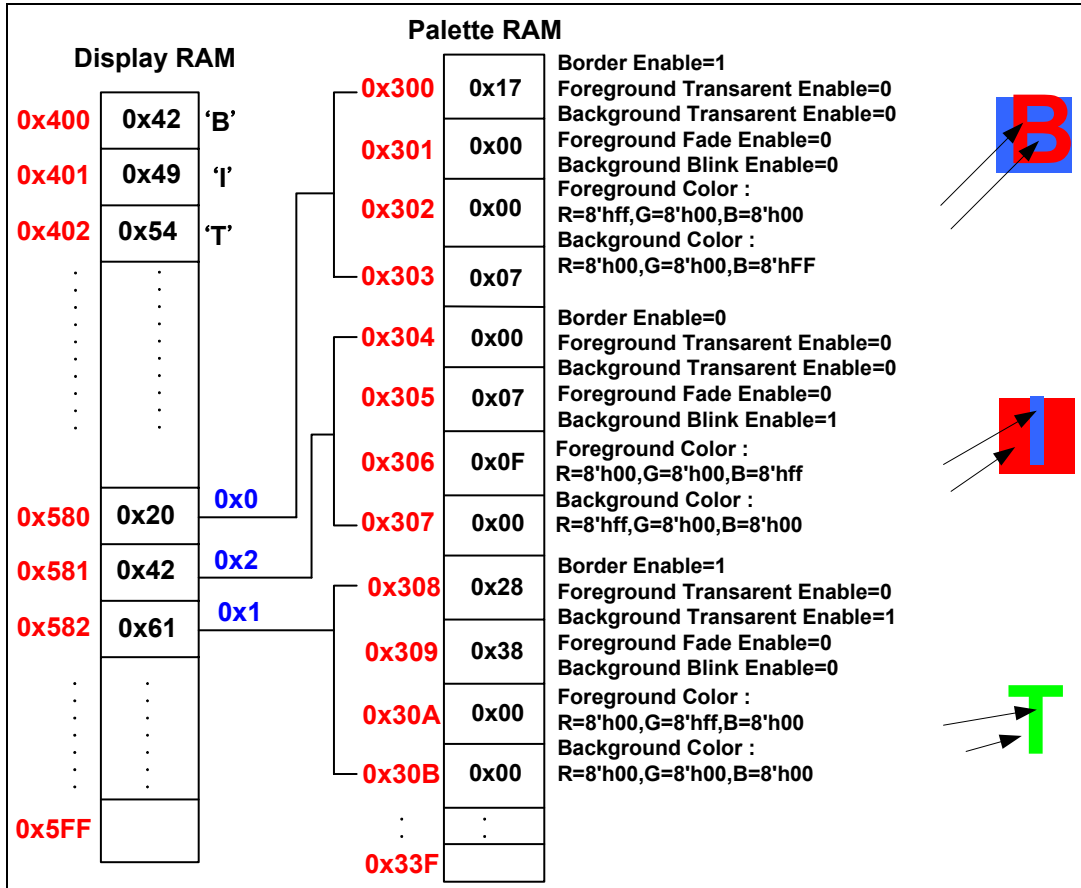 Display RAM
0x400 0x42 ‘B’
0x401 0x49 ‘I’
0x402 0x54 ‘T’
0x580 0x20 0x0
0x581 0x42 0x2
0x582 0x61 0x1
0x5FF
Palette RAM
0x300 0x17
0x301 0x00
0x302 0x00
0x303 0x07
0x304 0x00
0x305 0x07
0x306 0x0F
0x307 0x00
0x308 0x28
0x309 0x38
0x30A 0x00
0x30B 0x00
0x33F
Border Enable=1
Foreground Transarent Enable=0
Background Transarent Enable=0
Foreground Fade Enable=0
Background Blink Enable=0
Foreground Color :
R=8'hff,G=8'h00,B=8'h00
Background Color :
R=8'h00,G=8'h00,B=8'hFF
B
Border Enable=0
Foreground Transarent Enable=0
Background Transarent Enable=0
Foreground Fade Enable=0
Background Blink Enable=1
Foreground Color :
R=8'h00,G=8'h00,B=8'hff
Background Color :
R=8'hff,G=8'h00,B=8'h00
I
Border Enable=1
Foreground Transarent Enable=0
Background Transarent Enable=1
Foreground Fade Enable=0
Background Blink Enable=0
Foreground Color :
R=8'h00,G=8'hff,B=8'h00
Background Color :
R=8'h00,G=8'h00,B=8'h00
T